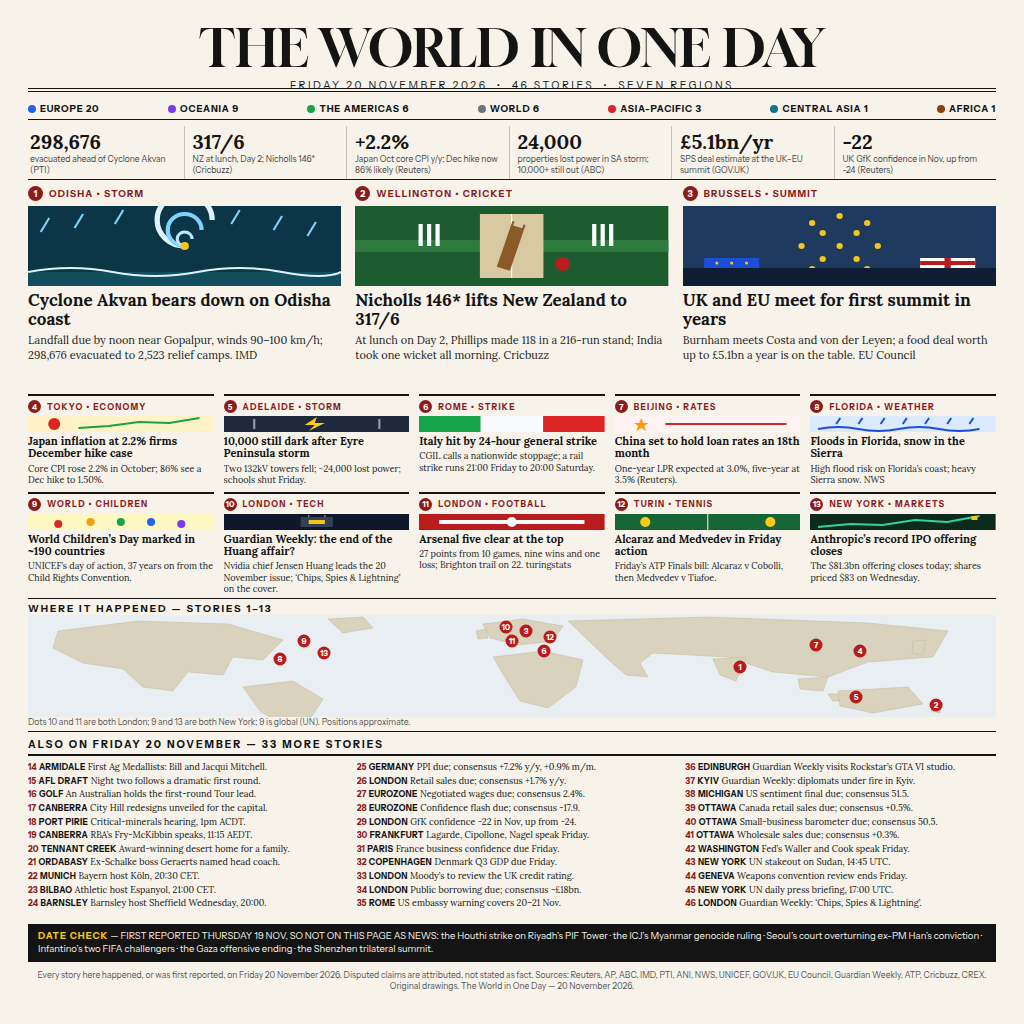 THE WORLD IN ONE DAY
FRIDAY 20 NOVEMBER 2026 • 46 STORIES • SEVEN REGIONS
EUROPE 20
OCEANIA 9
THE AMERICAS 6
WORLD 6
ASIA-PACIFIC 3
CENTRAL ASIA 1
AFRICA 1
298,676
evacuated ahead of Cyclone Akvan
(PTI)
317/6
NZ at lunch, Day 2; Nicholls 146*
(Cricbuzz)
+2.2%
Japan Oct core CPI y/y; Dec hike now
86% likely (Reuters)
24,000
properties lost power in SA storm;
10,000+ still out (ABC)
£5.1bn/yr
SPS deal estimate at the UK–EU
summit (GOV.UK)
−22
UK GfK confidence in Nov, up from
−24 (Reuters)
1 ODISHA • STORM
Cyclone Akvan bears down on Odisha
coast
Landfall due by noon near Gopalpur, winds 90–100 km/h;
298,676 evacuated to 2,523 relief camps. IMD
2 WELLINGTON • CRICKET
Nicholls 146* lifts New Zealand to
317/6
At lunch on Day 2, Phillips made 118 in a 216-run stand; India
took one wicket all morning. Cricbuzz
3 BRUSSELS • SUMMIT
UK and EU meet for first summit in
years
Burnham meets Costa and von der Leyen; a food deal worth
up to £5.1bn a year is on the table. EU Council
4 TOKYO • ECONOMY
Japan inflation at 2.2% firms
December hike case
Core CPI rose 2.2% in October; 86% see a
Dec hike to 1.50%.
5 ADELAIDE • STORM
10,000 still dark after Eyre
Peninsula storm
Two 132kV towers fell; ~24,000 lost power;
schools shut Friday.
6 ROME • STRIKE
Italy hit by 24-hour general strike
CGIL calls a nationwide stoppage; a rail
strike runs 21:00 Friday to 20:00 Saturday.
7 BEIJING • RATES
China set to hold loan rates an 18th
month
One-year LPR expected at 3.0%, five-year at
3.5% (Reuters).
8 FLORIDA • WEATHER
Floods in Florida, snow in the
Sierra
High flood risk on Florida's coast; heavy
Sierra snow. NWS
9 WORLD • CHILDREN
World Children's Day marked in
~190 countries
UNICEF's day of action, 37 years on from the
Child Rights Convention.
10 LONDON • TECH
Guardian Weekly: the end of the
Huang affair?
Nvidia chief Jensen Huang leads the 20
November issue; 'Chips, Spies & Lightning'
on the cover.
11 LONDON • FOOTBALL
Arsenal five clear at the top
27 points from 10 games, nine wins and one
loss; Brighton trail on 22. turingstats
12 TURIN • TENNIS
Alcaraz and Medvedev in Friday
action
Friday's ATP Finals bill: Alcaraz v Cobolli,
then Medvedev v Tiafoe.
13 NEW YORK • MARKETS
Anthropic's record IPO offering
closes
The $81.3bn offering closes today; shares
priced $83 on Wednesday.
WHERE IT HAPPENED — STORIES 1–13
10 3 12 11 6 9 13 8 7 4 1 5 2
Dots 10 and 11 are both London; 9 and 13 are both New York; 9 is global (UN). Positions approximate.
ALSO ON FRIDAY 20 NOVEMBER — 33 MORE STORIES
14 ARMIDALE First Ag Medallists: Bill and Jacqui Mitchell.
15 AFL DRAFT Night two follows a dramatic first round.
16 GOLF An Australian holds the first-round Tour lead.
17 CANBERRA City Hill redesigns unveiled for the capital.
18 PORT PIRIE Critical-minerals hearing, 1pm ACDT.
19 CANBERRA RBA's Fry-McKibbin speaks, 11:15 AEDT.
20 TENNANT CREEK Award-winning desert home for a family.
21 ORDABASY Ex-Schalke boss Geraerts named head coach.
22 MUNICH Bayern host Köln, 20:30 CET.
23 BILBAO Athletic host Espanyol, 21:00 CET.
24 BARNSLEY Barnsley host Sheffield Wednesday, 20:00.
25 GERMANY PPI due; consensus +7.2% y/y, +0.9% m/m.
26 LONDON Retail sales due; consensus +1.7% y/y.
27 EUROZONE Negotiated wages due; consensus 2.4%.
28 EUROZONE Confidence flash due; consensus −17.9.
29 LONDON GfK confidence −22 in Nov, up from −24.
30 FRANKFURT Lagarde, Cipollone, Nagel speak Friday.
31 PARIS France business confidence due Friday.
32 COPENHAGEN Denmark Q3 GDP due Friday.
33 LONDON Moody's to review the UK credit rating.
34 LONDON Public borrowing due; consensus −£18bn.
35 ROME US embassy warning covers 20–21 Nov.
36 EDINBURGH Guardian Weekly visits Rockstar's GTA VI studio.
37 KYIV Guardian Weekly: diplomats under fire in Kyiv.
38 MICHIGAN US sentiment final due; consensus 51.5.
39 OTTAWA Canada retail sales due; consensus +0.5%.
40 OTTAWA Small-business barometer due; consensus 50.5.
41 OTTAWA Wholesale sales due; consensus +0.3%.
42 WASHINGTON Fed's Waller and Cook speak Friday.
43 NEW YORK UN stakeout on Sudan, 14:45 UTC.
44 GENEVA Weapons convention review ends Friday.
45 NEW YORK UN daily press briefing, 17:00 UTC.
46 LONDON Guardian Weekly: 'Chips, Spies & Lightning'.
DATE CHECK — FIRST REPORTED THURSDAY 19 NOV, SO NOT ON THIS PAGE AS NEWS: the Houthi strike on Riyadh's PIF Tower · the ICJ's Myanmar genocide ruling · Seoul's court overturning ex-PM Han's conviction ·
Infantino's two FIFA challengers · the Gaza offensive ending · the Shenzhen trilateral summit.
Every story here happened, or was first reported, on Friday 20 November 2026. Disputed claims are attributed, not stated as fact. Sources: Reuters, AP, ABC, IMD, PTI, ANI, NWS, UNICEF, GOV.UK, EU Council, Guardian Weekly, ATP, Cricbuzz, CREX.
Original drawings. The World in One Day — 20 November 2026.